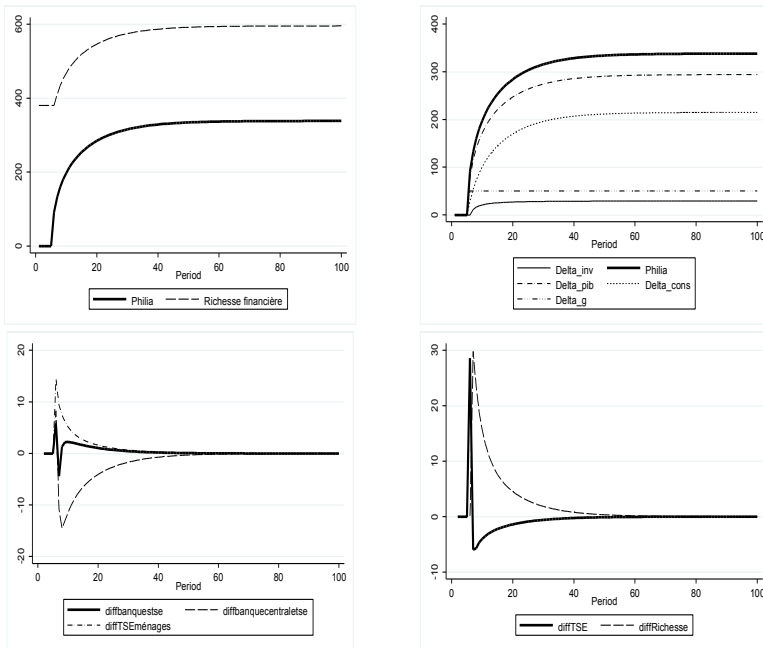 600
400
200
0
0 20 40 60 80 100
Period
Philia Richesse financière
400
300
200
100
0
0 20 40 60 80 100
Period
Delta_inv Philia
Delta_pib Delta_cons
Delta_g
20
10
0
-10
-20
0 20 40 60 80 100
Period
diffbanquestse diffbanquecentraletse
diffTSEménages
30
20
10
0
-10
0 20 40 60 80 100
Period
diffTSE diffRichesse